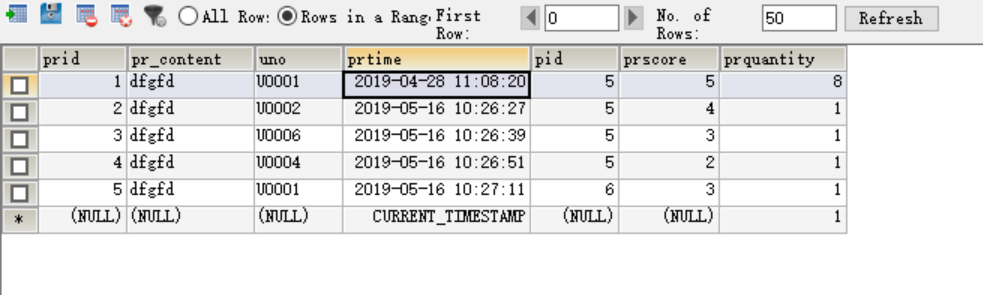 All Row: Rows in a Rang First Row: 0 No. of Rows: 50 Refresh
prid pr_content uno prtime pid prscore prquantity
1 dfgfd U0001 2019-04-28 11:08:20 5 5 8
2 dfgfd U0002 2019-05-16 10:26:27 5 4 1
3 dfgfd U0006 2019-05-16 10:26:39 5 3 1
4 dfgfd U0004 2019-05-16 10:26:51 5 2 1
5 dfgfd U0001 2019-05-16 10:27:11 6 3 1
* (NULL) (NULL) (NULL) CURRENT_TIMESTAMP (NULL) (NULL) 1